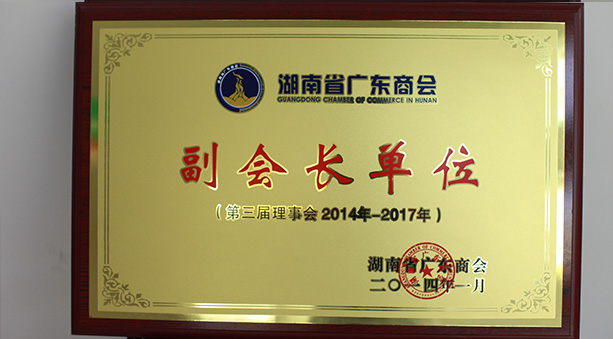 湖南省广东商会
GUANGDONG CHAMBER OF COMMERCE IN HUNAN
副会长单位
（第三届理事会 2014年-2017年）
湖南省广东商会
二〇一四年一月